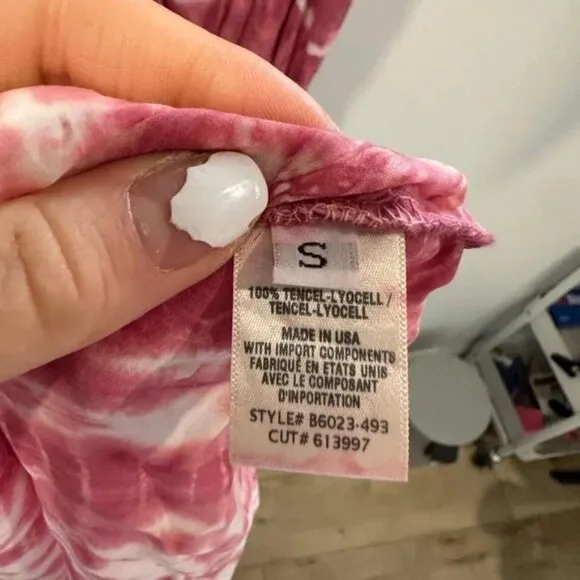 S
100% TENCEL-LYOCELL /
TENCEL-LYOCELL
MADE IN USA
WITH IMPORT COMPONENTS
FABRIQUÉ EN ETATS UNIS
AVEC LE COMPOSANT
D'INPORTATION
STYLE# B6023-493
CUT# 613997